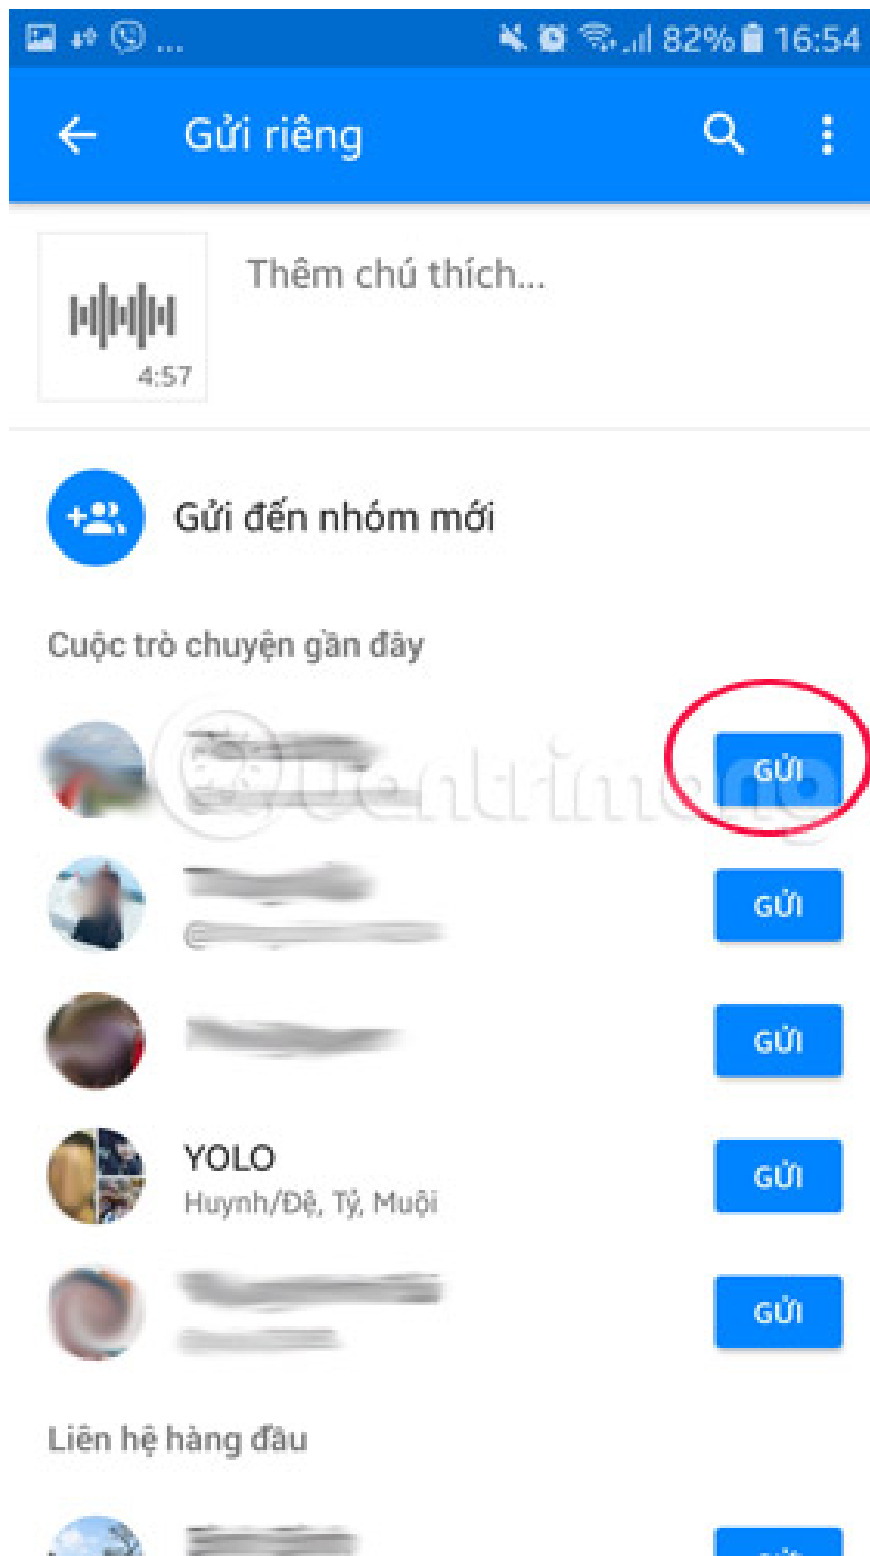 ... 82% 16:54
Gửi riêng
Thêm chú thích...
4:57
Gửi đến nhóm mới
Cuộc trò chuyện gần đây
GỬI
GỬI
GỬI
YOLO
Huynh/Đệ, Tỷ, Muội
GỬI
GỬI
Liên hệ hàng đầu